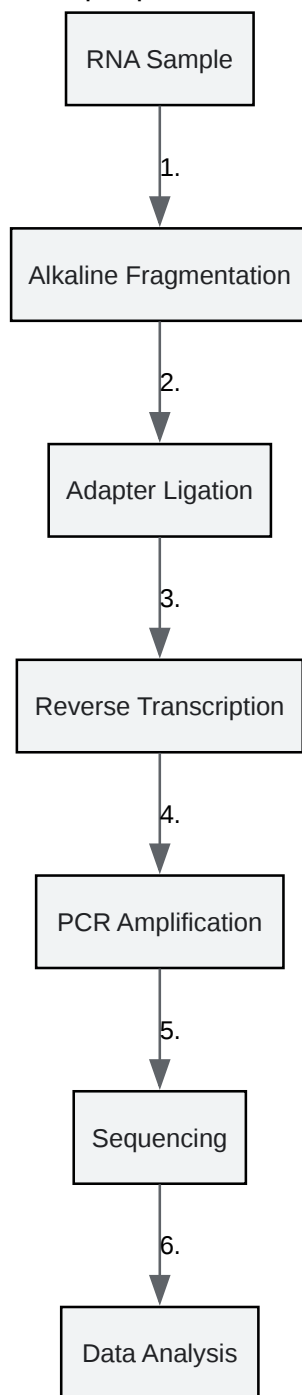 RNA Sample
1.
Alkaline Fragmentation
2.
Adapter Ligation
3.
Reverse Transcription
4.
PCR Amplification
5.
Sequencing
6.
Data Analysis